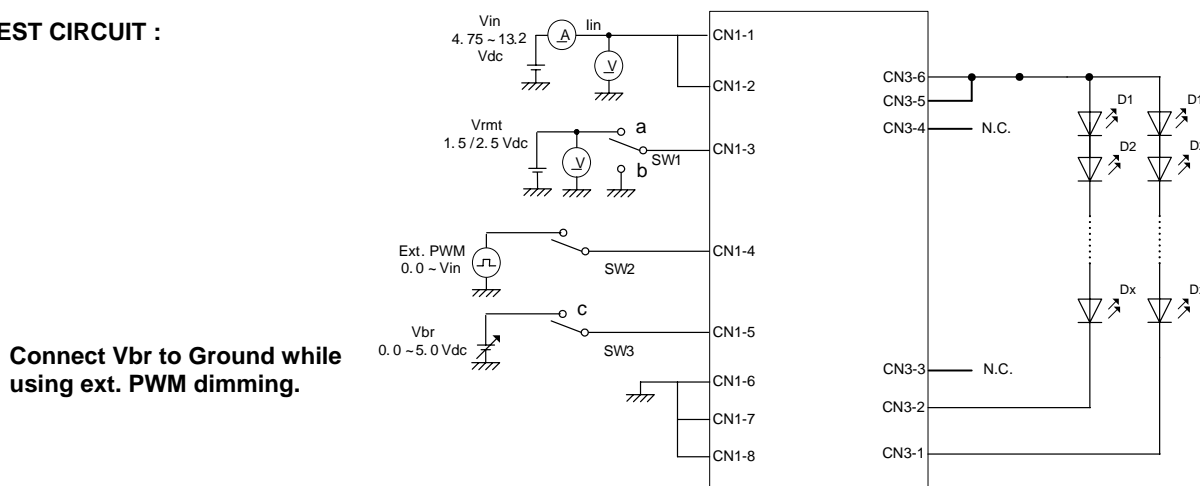 EST CIRCUIT :
Vin
4.75 ~ 13.2
Vdc
A
Iin
V
CN1-1
CN1-2
Vrmt
1.5 /2.5 Vdc
V
a
b
SW1
CN1-3
Ext. PWM
0.0 ~ Vin
SW2
CN1-4
Vbr
0.0 ~5.0 Vdc
c
SW3
CN1-5
Connect Vbr to Ground while
using ext. PWM dimming.
CN1-6
CN1-7
CN1-8
CN3-6
CN3-5
CN3-4
N.C.
D1
D2
Dx
CN3-3
N.C.
CN3-2
CN3-1